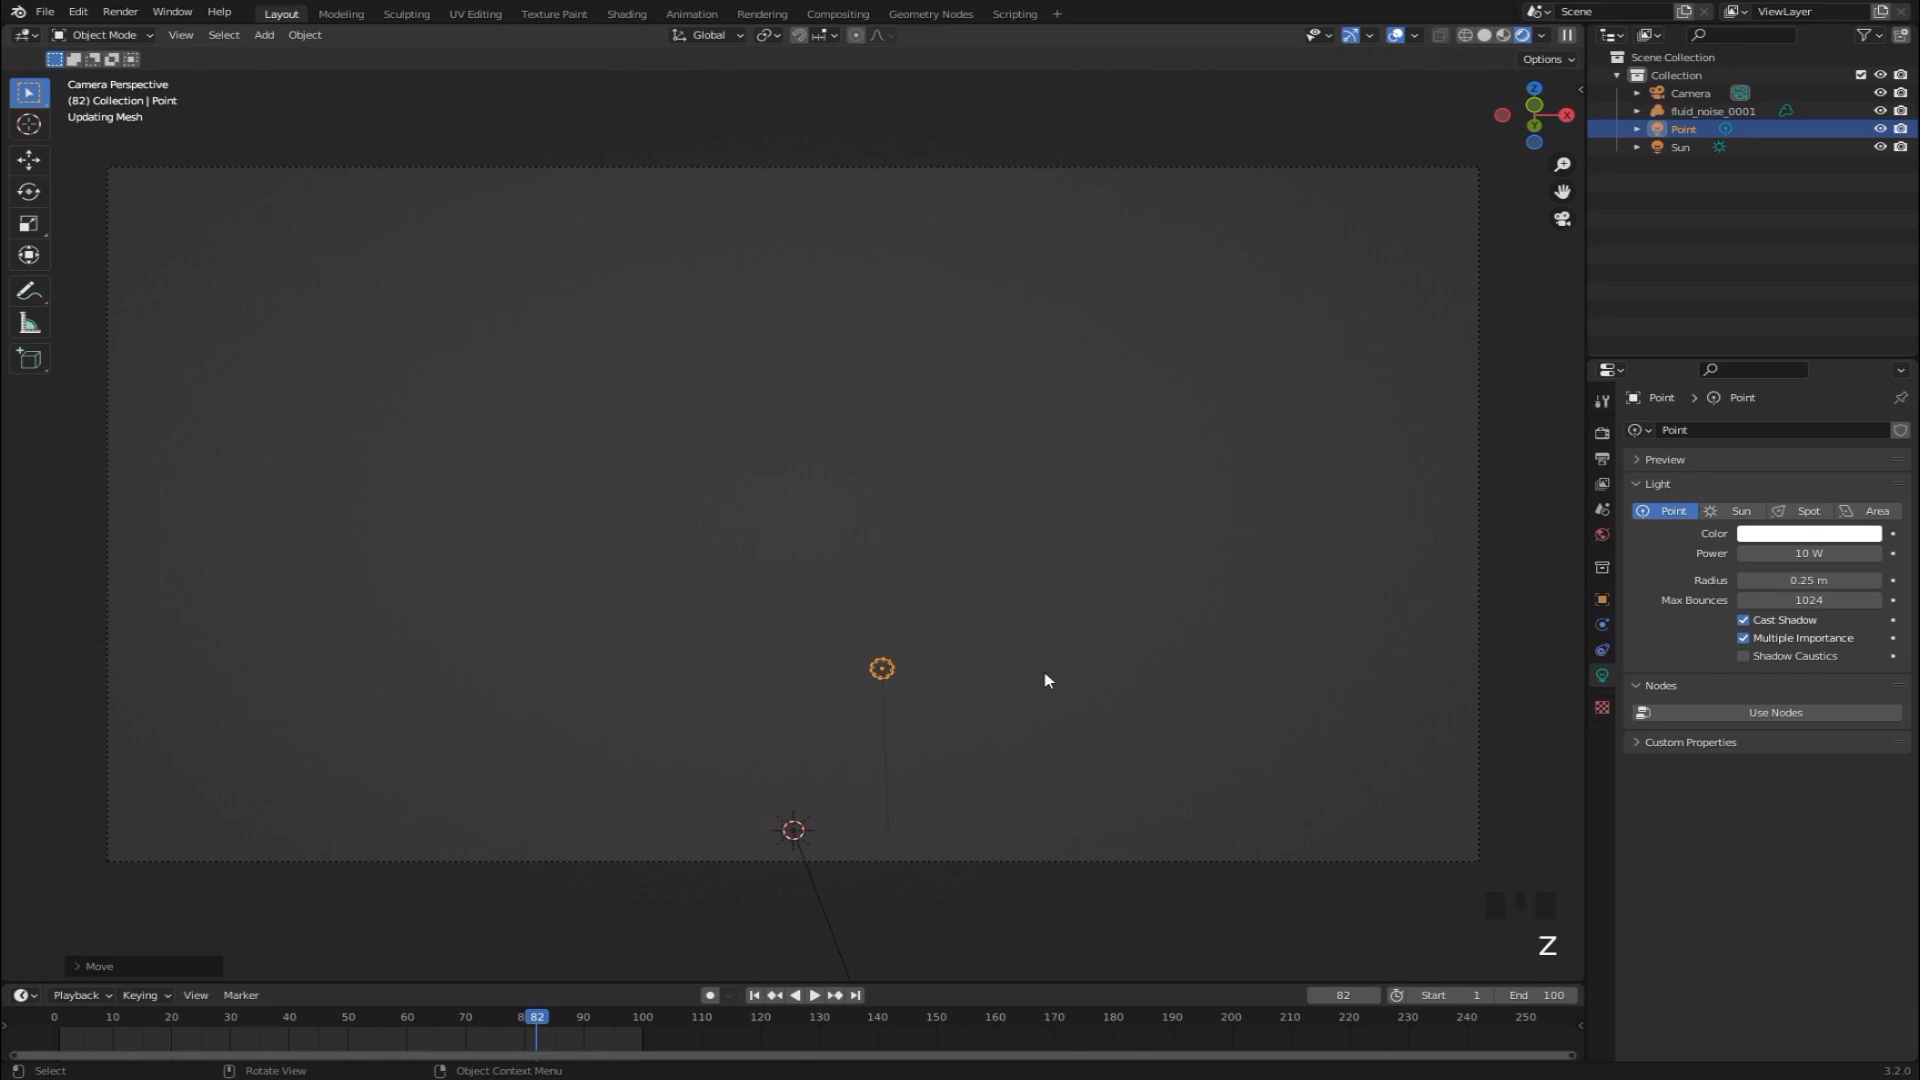 File Edit Render Window Help Layout Modeling Sculpting UV Editing Texture Paint Shading Animation Rendering Compositing Geometry Nodes Scripting + Scene ViewLayer
Object Mode View Select Add Object Global
Options
Camera Perspective
(82) Collection | Point
Updating Mesh
Z
X
Y
Scene Collection
Collection
Camera
fluid_noise_0001
Point
Sun
Point > Point
Point
Preview
Light
Point Sun Spot Area
Color
Power 10 W
Radius 0.25 m
Max Bounces 1024
Cast Shadow
Multiple Importance
Shadow Caustics
Nodes
Use Nodes
Custom Properties
Z
Move
Playback Keying View Marker 82 Start 1 End 100
0 10 20 30 40 50 60 70 8 82 90 100 110 120 130 140 150 160 170 180 190 200 210 220 230 240 250
Select Rotate View Object Context Menu 3.2.0